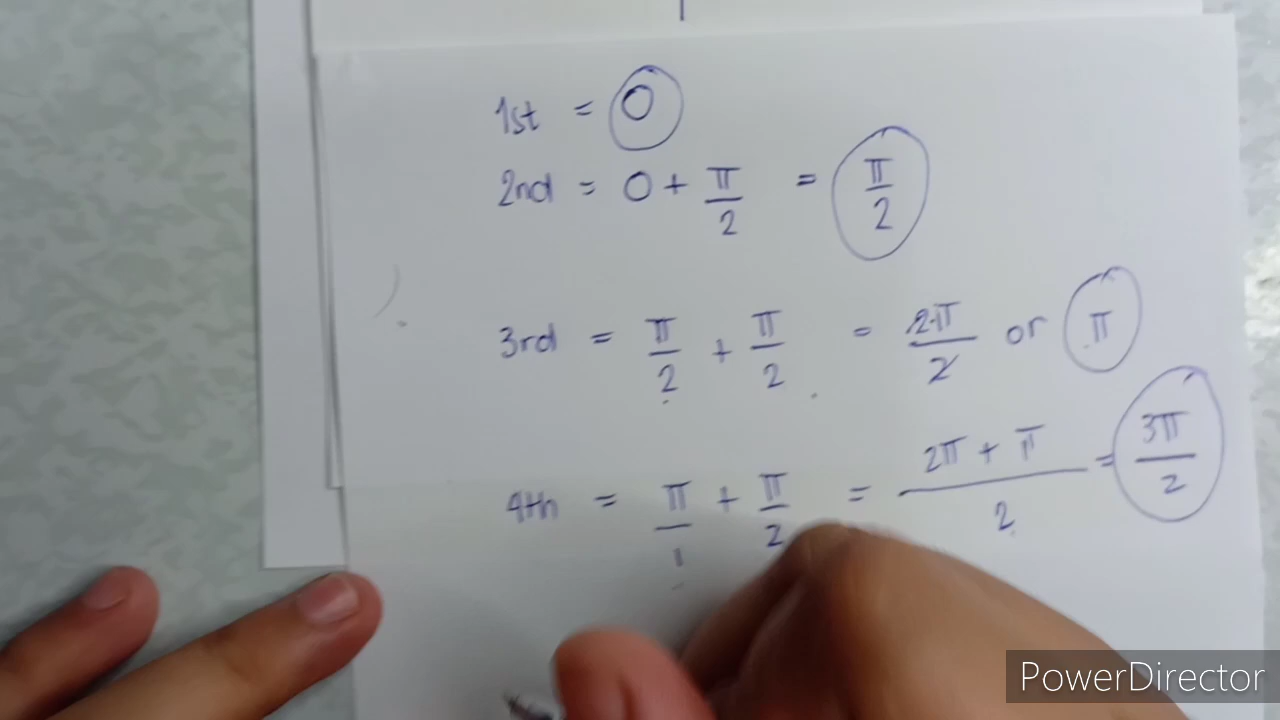 1st = 0
2nd = 0 + π/2 = π/2
3rd = π/2 + π/2 = 2π/2 or π
4th = π/1 + π/2 = 2π + π/2 = 3π/2
PowerDirector